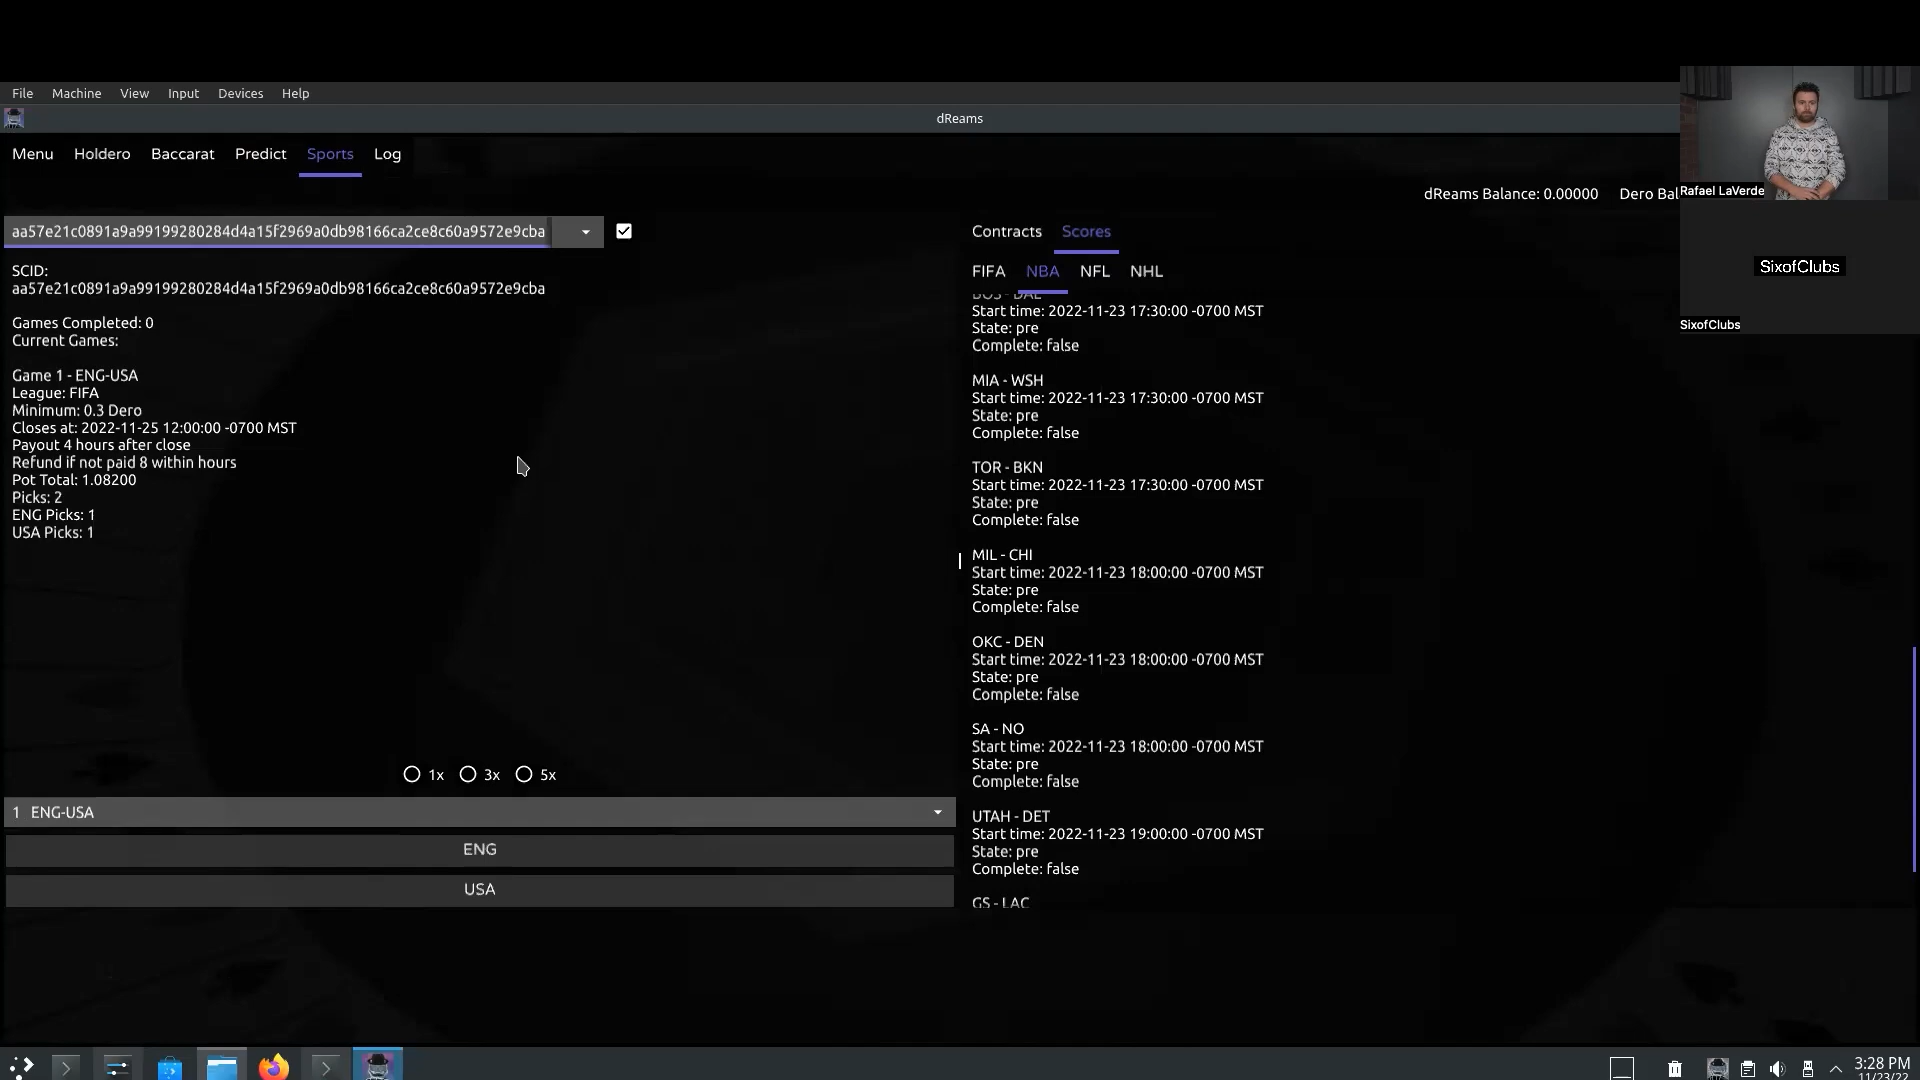 File Machine View Input Devices Help
dReams
Menu Holdero Baccarat Predict Sports Log
dReams Balance: 0.00000 Dero Bal
Rafael LaVerde
SixofClubs
SixofClubs
aa57e21c0891a9a99199280284d4a15f2969a0db98166ca2ce8c60a9572e9cba
SCID:
aa57e21c0891a9a99199280284d4a15f2969a0db98166ca2ce8c60a9572e9cba
Games Completed: 0
Current Games:
Game 1 - ENG-USA
League: FIFA
Minimum: 0.3 Dero
Closes at: 2022-11-25 12:00:00 -0700 MST
Payout 4 hours after close
Refund if not paid 8 within hours
Pot Total: 1.08200
Picks: 2
ENG Picks: 1
USA Picks: 1
1x 3x 5x
1 ENG-USA
ENG
USA
Contracts Scores
FIFA NBA NFL NHL
BOS - DAL
Start time: 2022-11-23 17:30:00 -0700 MST
State: pre
Complete: false
MIA - WSH
Start time: 2022-11-23 17:30:00 -0700 MST
State: pre
Complete: false
TOR - BKN
Start time: 2022-11-23 17:30:00 -0700 MST
State: pre
Complete: false
MIL - CHI
Start time: 2022-11-23 18:00:00 -0700 MST
State: pre
Complete: false
OKC - DEN
Start time: 2022-11-23 18:00:00 -0700 MST
State: pre
Complete: false
SA - NO
Start time: 2022-11-23 18:00:00 -0700 MST
State: pre
Complete: false
UTAH - DET
Start time: 2022-11-23 19:00:00 -0700 MST
State: pre
Complete: false
GS - LAC
3:28 PM
11/23/22